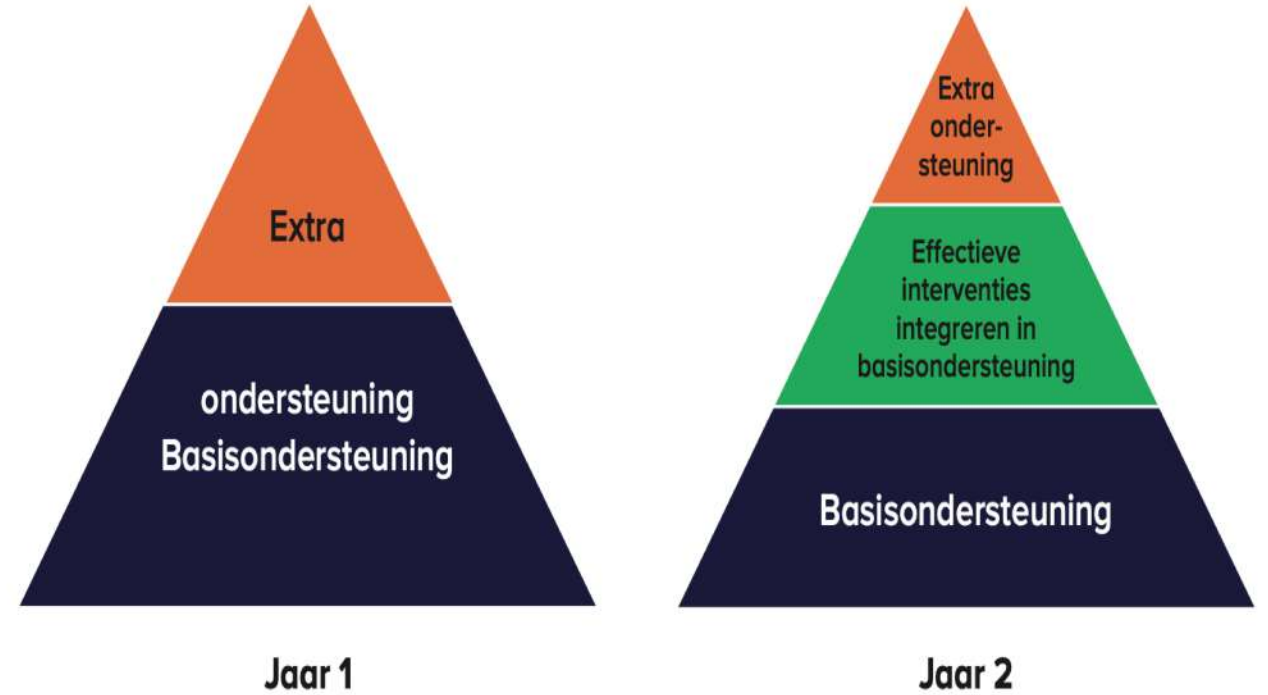 Extra
ondersteuning
Basisondersteuning
Jaar 1
Extra
onder-
steuning
Effectieve
interventies
integreren in
basisondersteuning
Basisondersteuning
Jaar 2